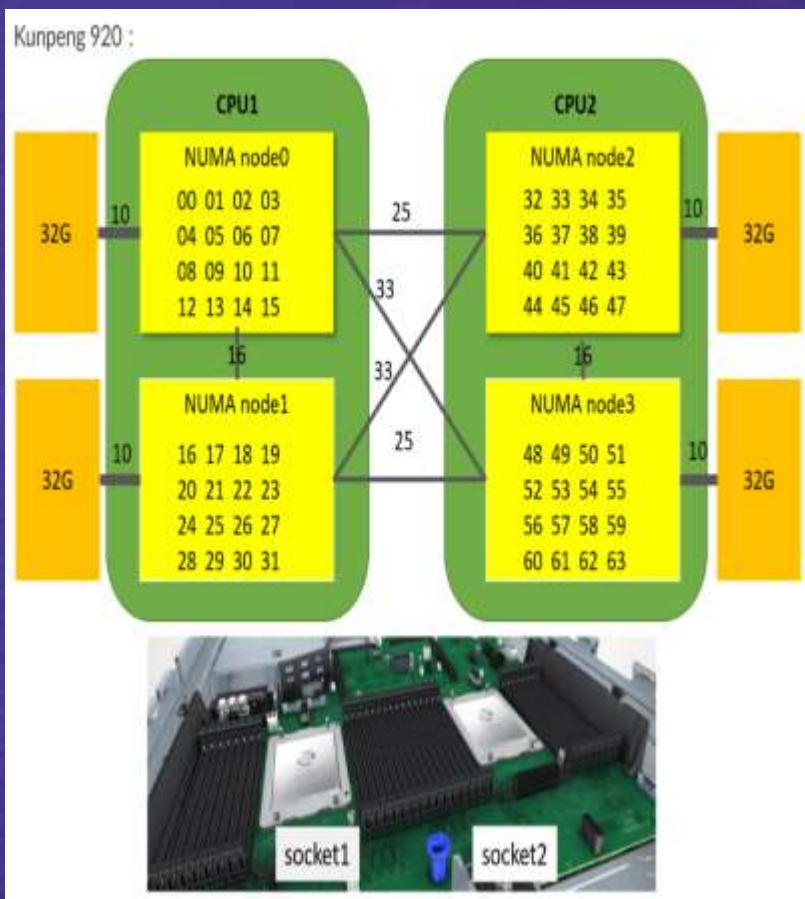 Kunpeng 920 :
CPU1
CPU2
NUMA node0
00 01 02 03
04 05 06 07
08 09 10 11
12 13 14 15
NUMA node2
32 33 34 35
36 37 38 39
40 41 42 43
44 45 46 47
32G
10
25
10
32G
33
16
33
16
NUMA node1
16 17 18 19
20 21 22 23
24 25 26 27
28 29 30 31
NUMA node3
48 49 50 51
52 53 54 55
56 57 58 59
60 61 62 63
32G
10
25
10
32G
socket1
socket2